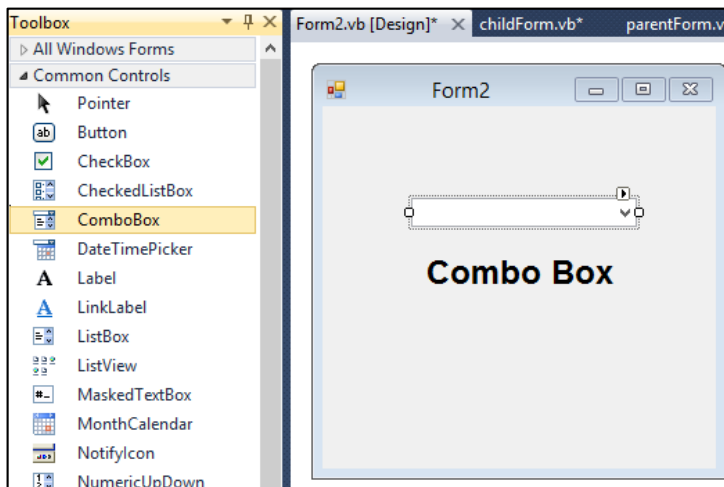 Toolbox
All Windows Forms
Common Controls
Pointer
Button
CheckBox
CheckedListBox
ComboBox
DateTimePicker
Label
LinkLabel
ListBox
ListView
MaskedTextBox
MonthCalendar
NotifyIcon
NumericUpDown
Form2.vb [Design]* childForm.vb* parentForm.v
Form2
Combo Box